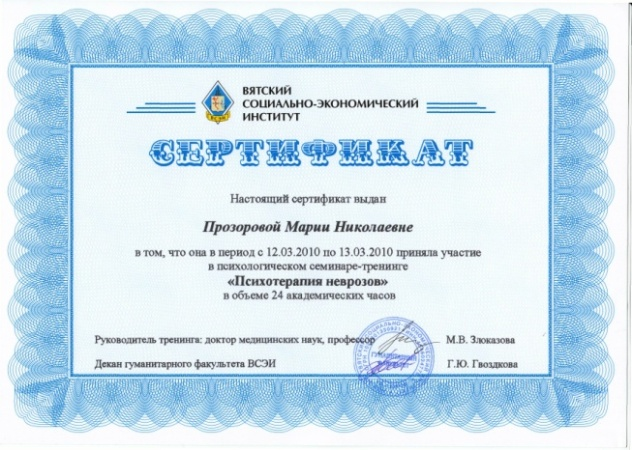 ВЯТСКИЙ
СОЦИАЛЬНО-ЭКОНОМИЧЕСКИЙ
ИНСТИТУТ
СЕРТИФИКАТ
Настоящий сертификат выдан
Прозоровой Марии Николаевне
в том, что она в период с 12.03.2010 по 13.03.2010 приняла участие
в психологическом семинаре-тренинге
«Психотерапия неврозов»
в объеме 24 академических часов
Руководитель тренинга: доктор медицинских наук, профессор М.В. Злоказова
Декан гуманитарного факультета ВСЭИ Г.Ю. Гвоздкова